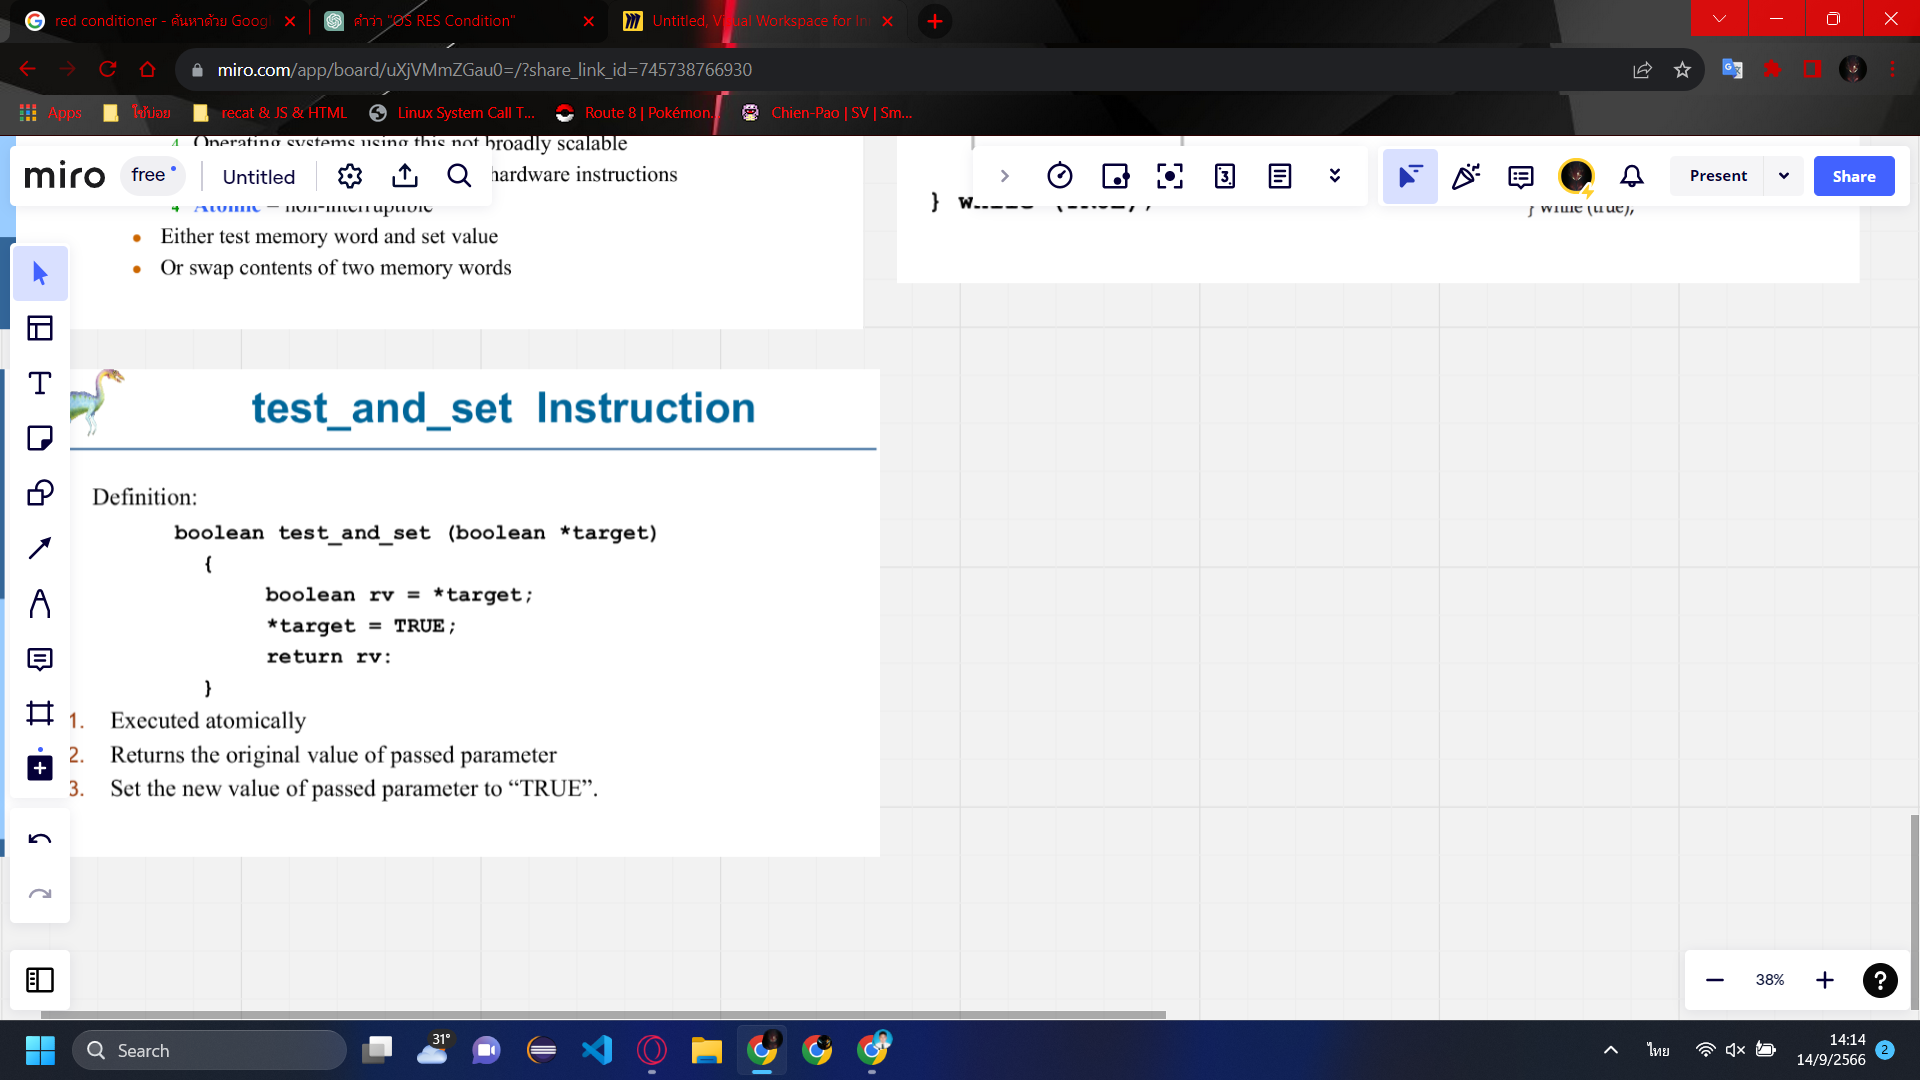 red conditioner - ค้นหาด้วย Googl
คำว่า "OS RES Condition"
Untitled, Visual Workspace for In
miro.com/app/board/uXjVMmZGau0=/?share_link_id=745738766930
Apps
ใช้บ่อย
recat & JS & HTML
Linux System Call T...
Route 8 | Pokémon...
Chien-Pao | SV | Sm...
4 Operating systems using this not broadly scalable
miro
free
Untitled
hardware instructions
3
Present
Share
4 Atomic = non-interruptible
} while (TRUE);
} while (true);
• Either test memory word and set value
• Or swap contents of two memory words
test_and_set Instruction
Definition:
boolean test_and_set (boolean *target)
{
boolean rv = *target;
*target = TRUE;
return rv:
}
1. Executed atomically
2. Returns the original value of passed parameter
3. Set the new value of passed parameter to “TRUE”.
38%
?
Search
31°
ไทย
14:14
14/9/2566
2